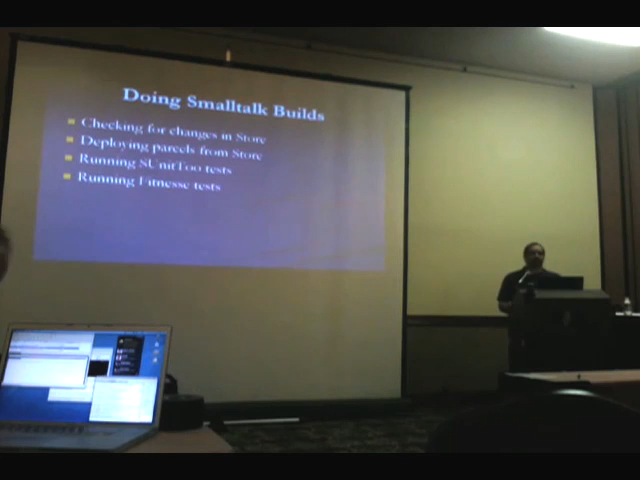 Doing Smalltalk Builds
Checking for changes in Store
Deploying parcels from Store
Running SUnitToo tests
Running Fitnesse tests